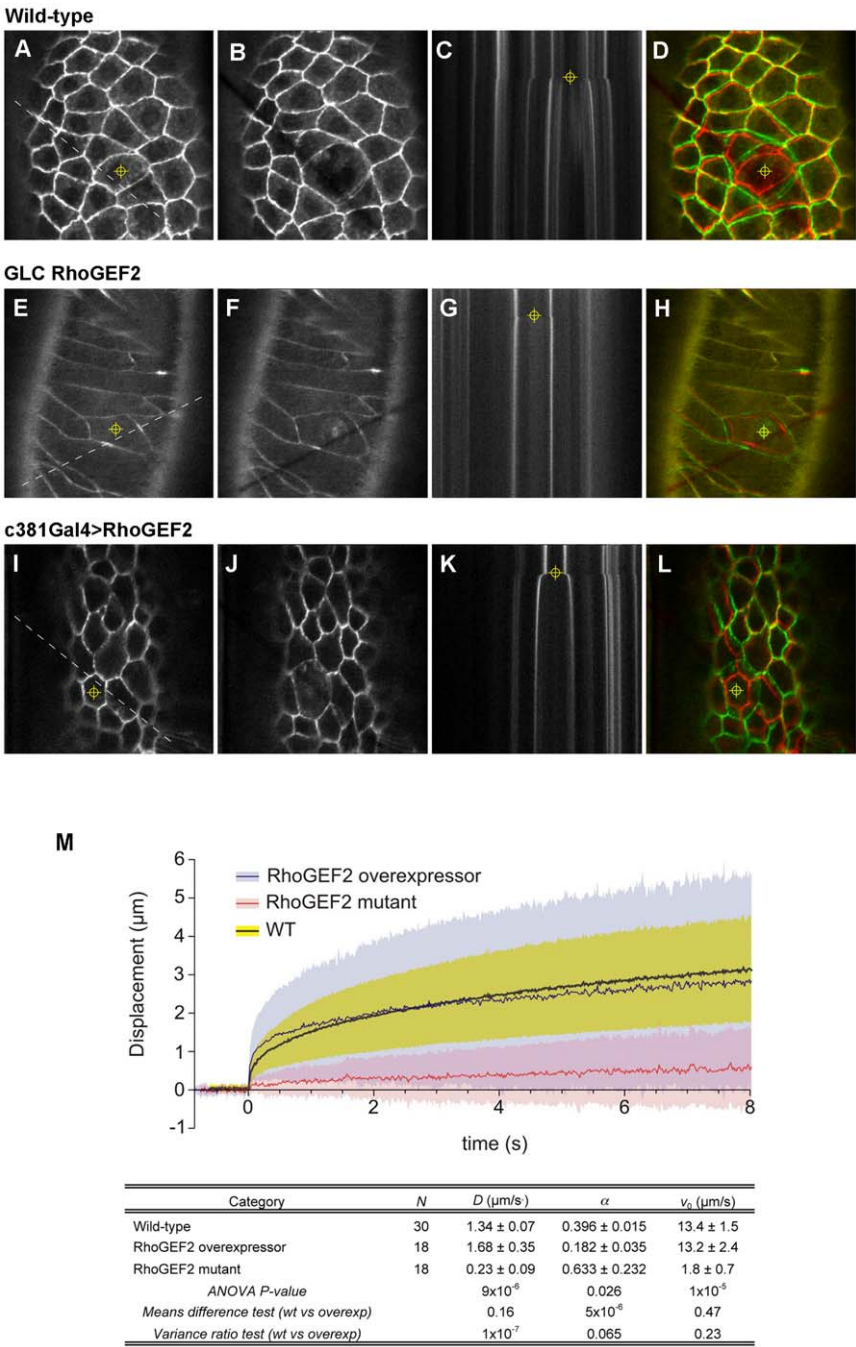 Wild-type
A B C D
GLC RhoGEF2
E F G H
c381Gal4>RhoGEF2
I J K L
M
6
5
4
3
2
1
0
-1
Displacement (µm)
RhoGEF2 overexpressor
RhoGEF2 mutant
WT
0 2 4 6 8
time (s)
Category N D (µm/s·) α v₀ (µm/s)
Wild-type 30 1.34 ± 0.07 0.396 ± 0.015 13.4 ± 1.5
RhoGEF2 overexpressor 18 1.68 ± 0.35 0.182 ± 0.035 13.2 ± 2.4
RhoGEF2 mutant 18 0.23 ± 0.09 0.633 ± 0.232 1.8 ± 0.7
ANOVA P-value 9x10⁻⁶ 0.026 1x10⁻⁵
Means difference test (wt vs overexp) 0.16 5x10⁻⁶ 0.47
Variance ratio test (wt vs overexp) 1x10⁻⁷ 0.065 0.23